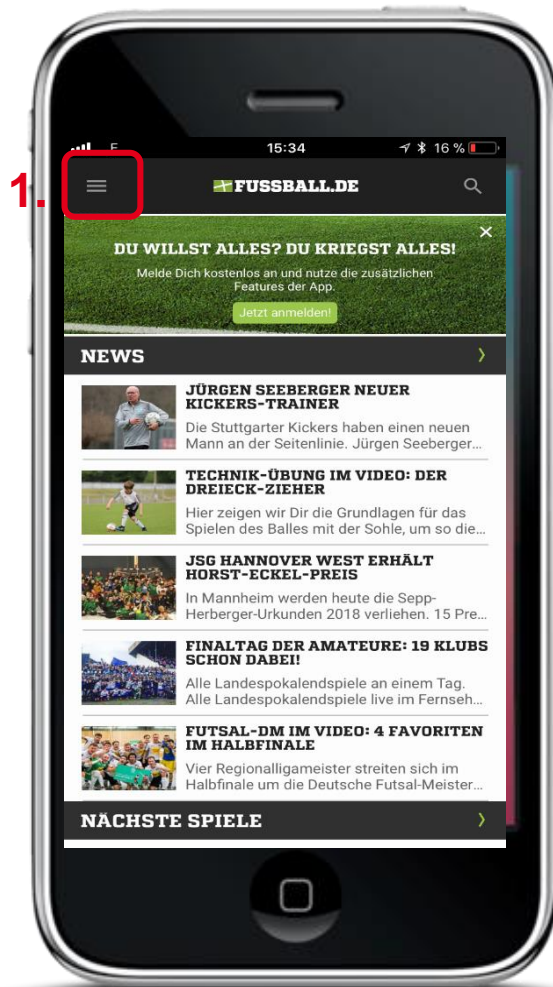 15:34
16 %
1.
FUSSBALL.DE
DU WILLST ALLES? DU KRIEGST ALLES!
Melde Dich kostenlos an und nutze die zusätzlichen
Features der App.
Jetzt anmelden!
NEWS
JÜRGEN SEEBERGER NEUER
KICKERS-TRAINER
Die Stuttgarter Kickers haben einen neuen
Mann an der Seitenlinie. Jürgen Seeberger...
TECHNIK-ÜBUNG IM VIDEO: DER
DREIECK-ZIEHER
Hier zeigen wir Dir die Grundlagen für das
Spielen des Balles mit der Sohle, um so die...
JSG HANNOVER WEST ERHÄLT
HORST-ECKEL-PREIS
In Mannheim werden heute die Sepp-
Herberger-Urkunden 2018 verliehen. 15 Pre...
FINALTAG DER AMATEURE: 19 KLUBS
SCHON DABEI!
Alle Landespokalendspiele an einem Tag.
Alle Landespokalendspiele live im Fernseh...
FUTSAL-DM IM VIDEO: 4 FAVORITEN
IM HALBFINALE
Vier Regionalligameister streiten sich im
Halbfinale um die Deutsche Futsal-Meister...
NÄCHSTE SPIELE